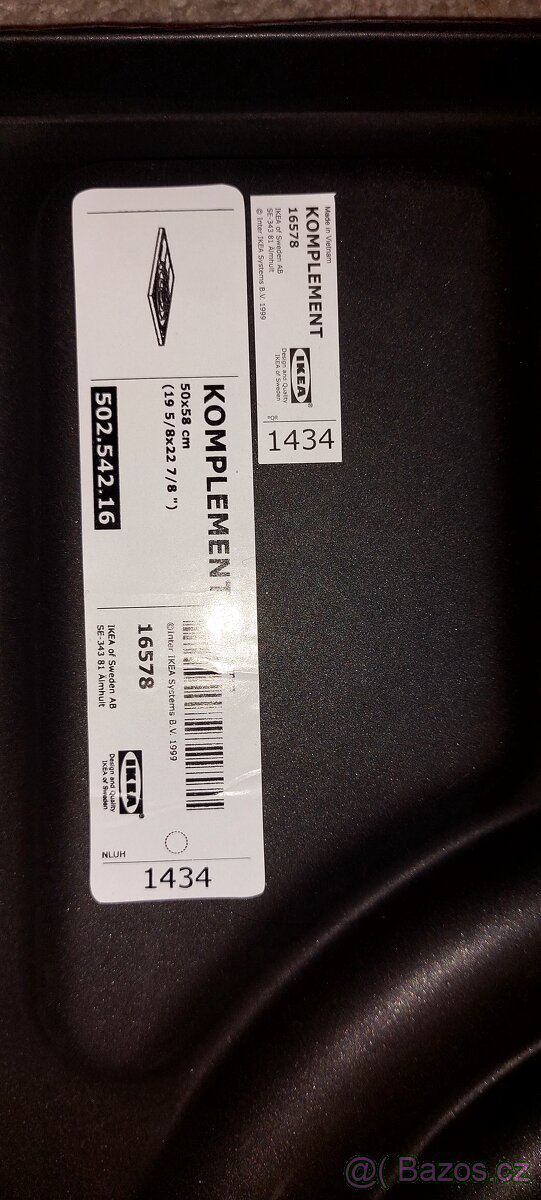 KOMPLEMENT
50x58 cm
(19 5/8x22 7/8 ")
502.542.16
©Inter IKEA Systems B.V. 1999
16578
IKEA of Sweden AB
SE-343 81 Älmhult
IKEA®
Design and Quality
IKEA of Sweden
NLUH
1434
Made in Vietnam
KOMPLEMENT
16578
IKEA of Sweden AB
SE-343 81 Älmhult
© Inter IKEA Systems B.V. 1999
IKEA®
Design and Quality
IKEA of Sweden
1434
@( Bazos.cz